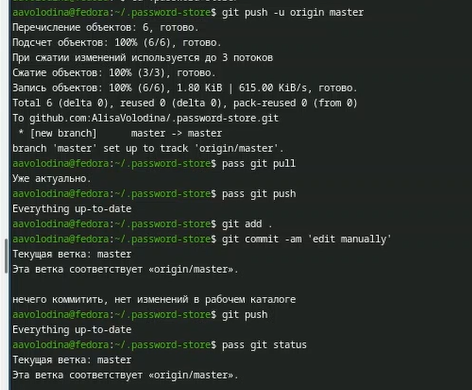 aavolodina@fedora:~/.password-store$ git push -u origin master
Перечисление объектов: 6, готово.
Подсчет объектов: 100% (6/6), готово.
При сжатии изменений используется до 3 потоков
Сжатие объектов: 100% (3/3), готово.
Запись объектов: 100% (6/6), 1.80 KiB | 615.00 KiB/s, готово.
Total 6 (delta 0), reused 0 (delta 0), pack-reused 0 (from 0)
To github.com:AlisaVolodina/.password-store.git
 * [new branch]      master -> master
branch 'master' set up to track 'origin/master'.
aavolodina@fedora:~/.password-store$ pass git pull
Уже актуально.
aavolodina@fedora:~/.password-store$ pass git push
Everything up-to-date
aavolodina@fedora:~/.password-store$ git add .
aavolodina@fedora:~/.password-store$ git commit -am 'edit manually'
Текущая ветка: master
Эта ветка соответствует «origin/master».

нечего коммитить, нет изменений в рабочем каталоге
aavolodina@fedora:~/.password-store$ git push
Everything up-to-date
aavolodina@fedora:~/.password-store$ pass git status
Текущая ветка: master
Эта ветка соответствует «origin/master».